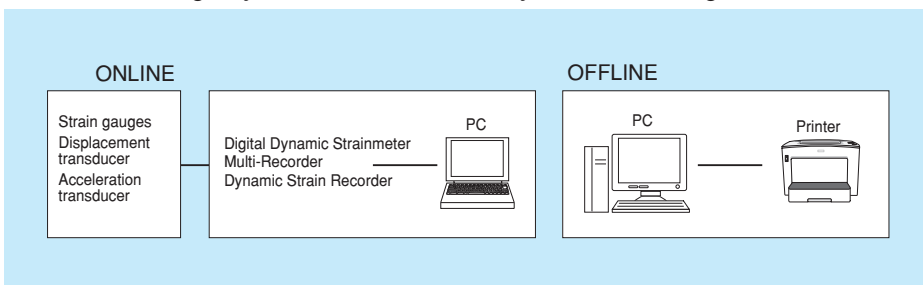 ONLINE
Strain gauges
Displacement
transducer
Acceleration
transducer
Digital Dynamic Strainmeter
Multi-Recorder
Dynamic Strain Recorder
PC
OFFLINE
PC
Printer